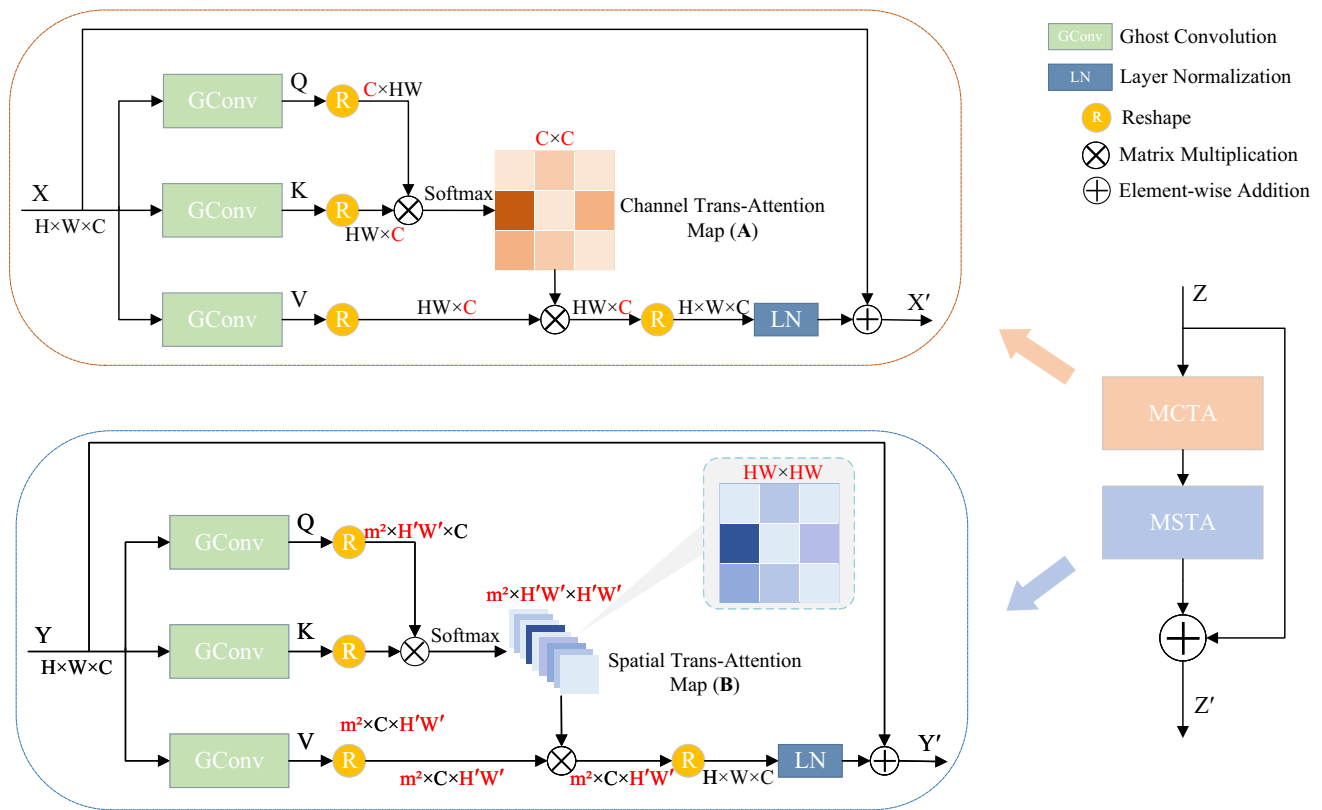 GConv
Ghost Convolution
LN
Layer Normalization
R
Reshape
Matrix Multiplication
Element-wise Addition
GConv
Q
R
C×HW
C×C
X
H×W×C
GConv
K
R
HW×C
Softmax
Channel Trans-Attention
Map (A)
GConv
V
R
HW×C
HW×C
R
H×W×C
LN
X′
Z
MCTA
MSTA
Z′
HW×HW
GConv
Q
R
m²×H′W′×C
m²×H′W′×H′W′
Y
H×W×C
GConv
K
R
Softmax
Spatial Trans-Attention
Map (B)
m²×C×H′W′
GConv
V
R
m²×C×H′W′
m²×C×H′W′
R
H×W×C
LN
Y′